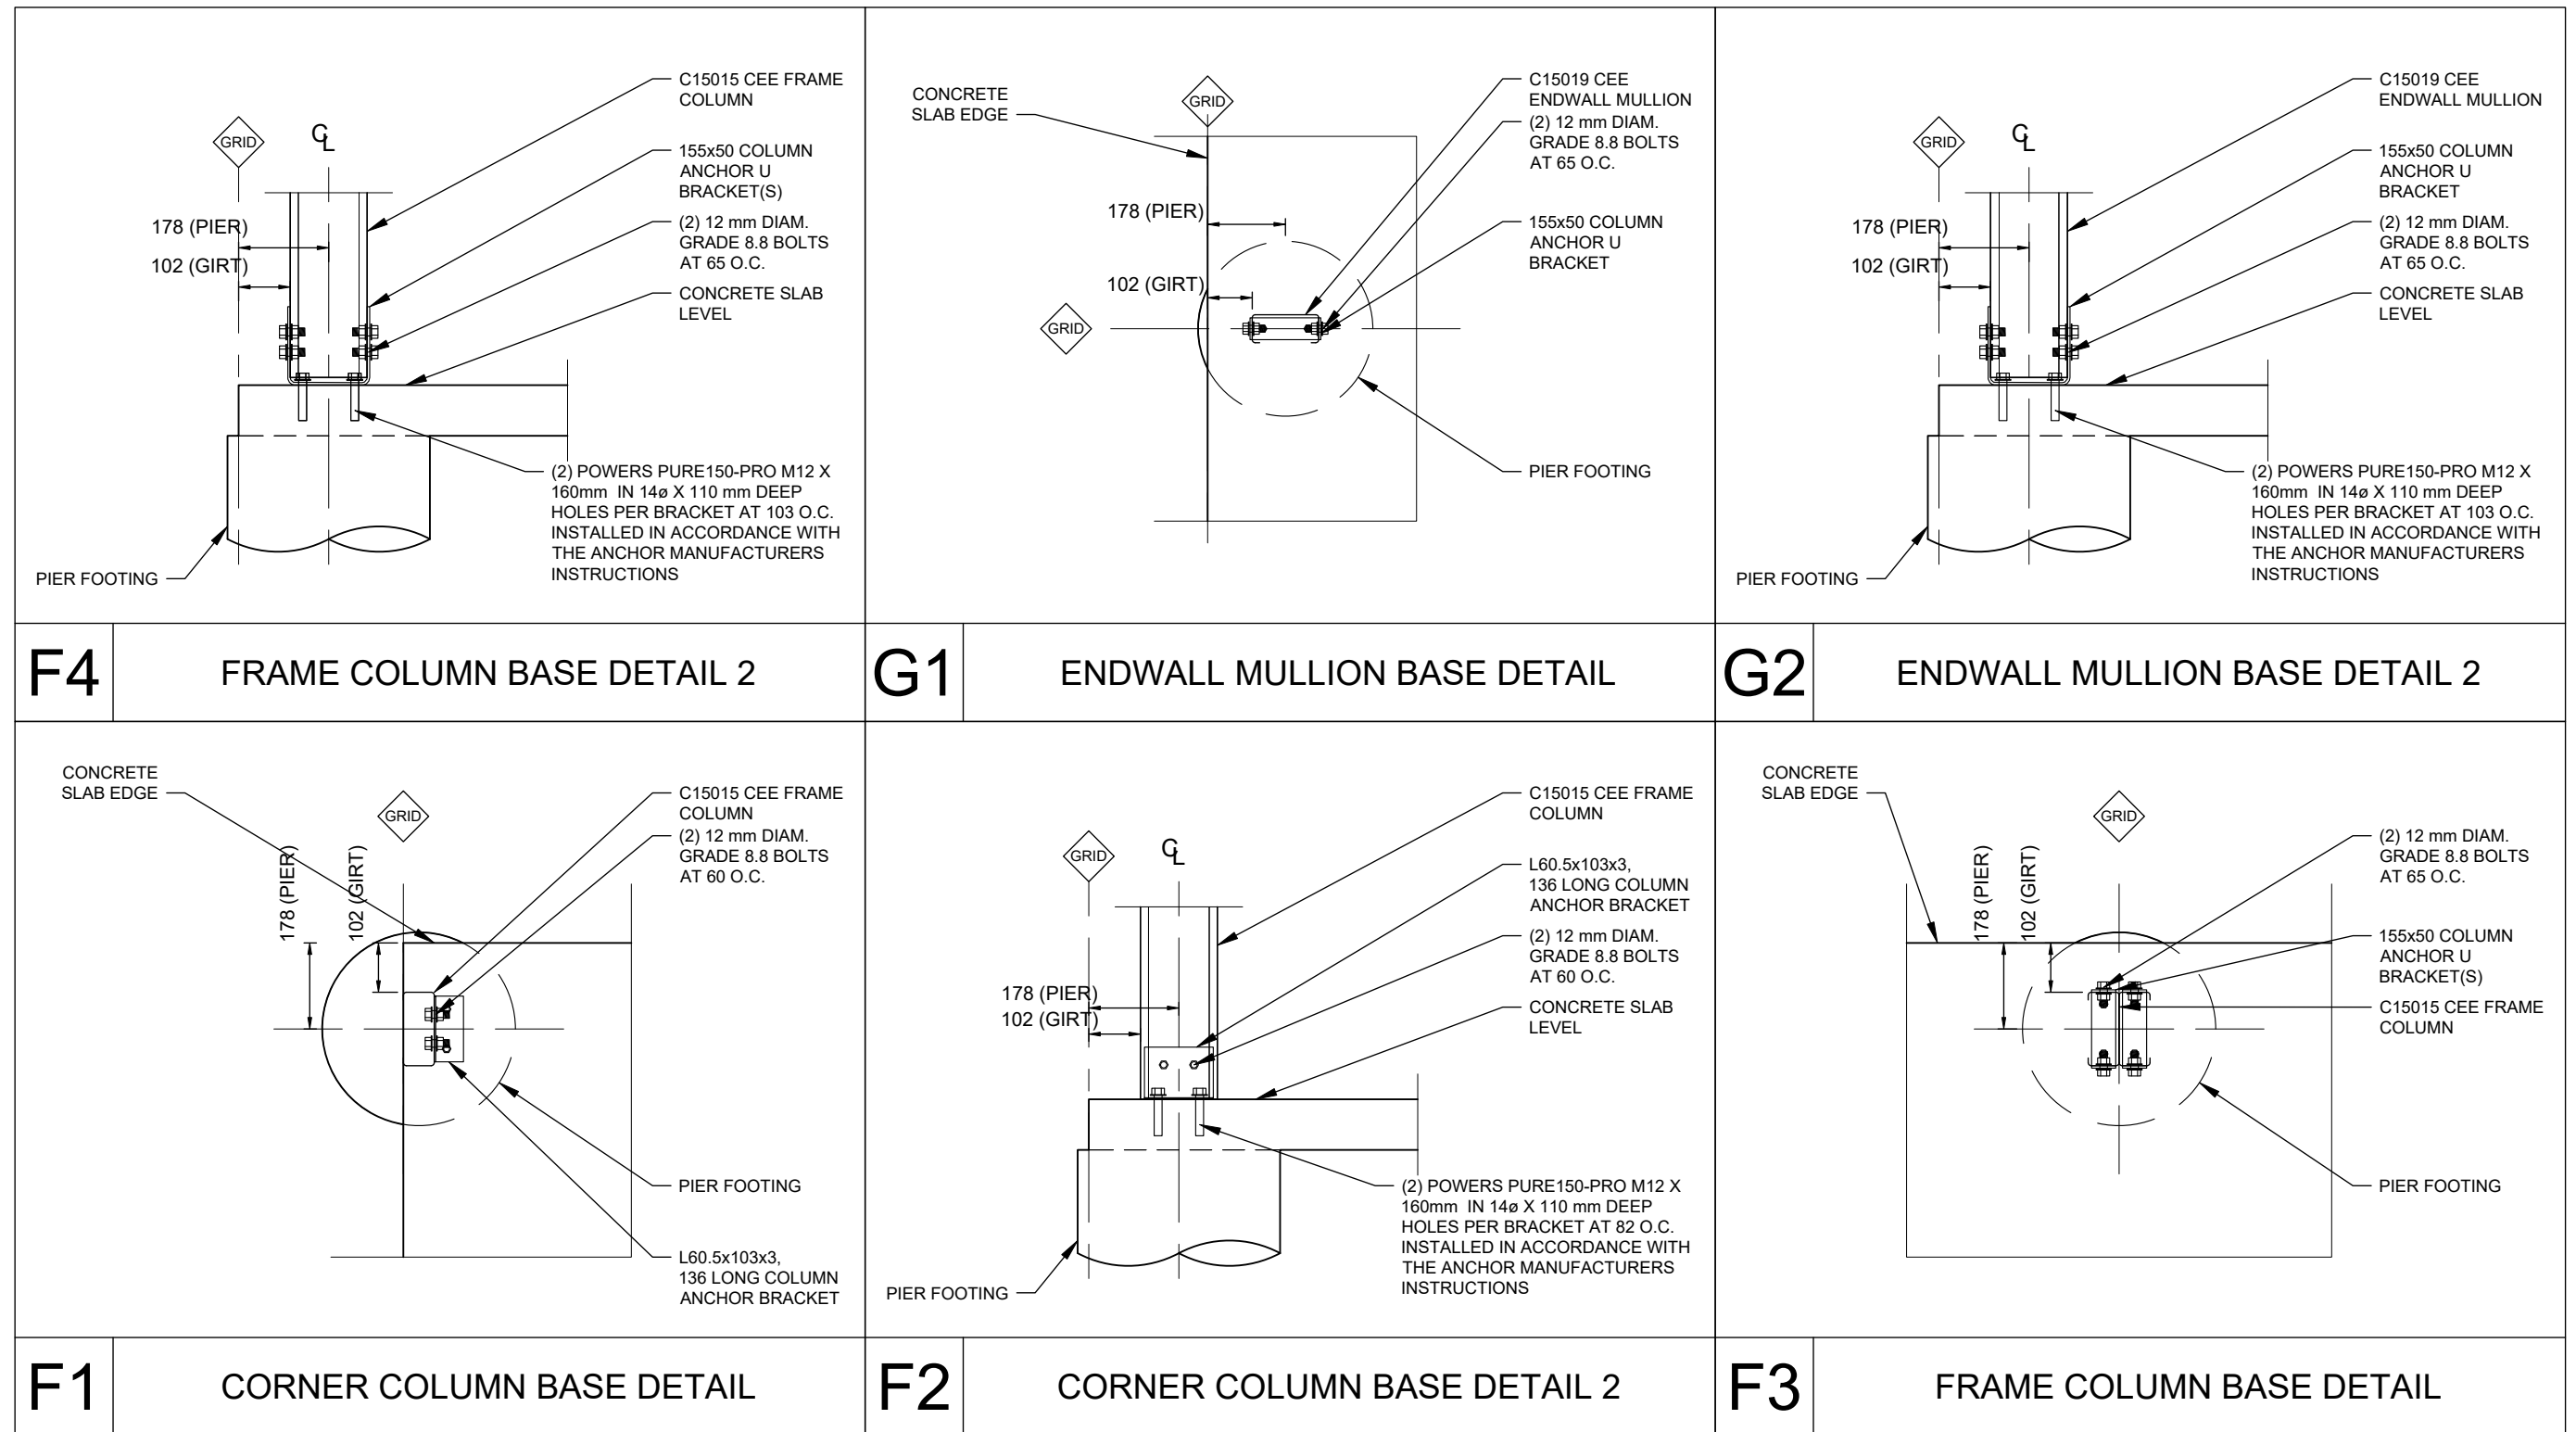 GRID
CL
C15015 CEE FRAME
COLUMN
155x50 COLUMN
ANCHOR U
BRACKET(S)
178 (PIER)
(2) 12 mm DIAM.
GRADE 8.8 BOLTS
AT 65 O.C.
102 (GIRT)
CONCRETE SLAB
LEVEL
(2) POWERS PURE150-PRO M12 X
160mm IN 14ø X 110 mm DEEP
HOLES PER BRACKET AT 103 O.C.
INSTALLED IN ACCORDANCE WITH
THE ANCHOR MANUFACTURERS
INSTRUCTIONS
PIER FOOTING
F4
FRAME COLUMN BASE DETAIL 2
CONCRETE
SLAB EDGE
GRID
C15019 CEE
ENDWALL MULLION
(2) 12 mm DIAM.
GRADE 8.8 BOLTS
AT 65 O.C.
178 (PIER)
155x50 COLUMN
ANCHOR U
BRACKET
102 (GIRT)
GRID
PIER FOOTING
G1
ENDWALL MULLION BASE DETAIL
GRID
CL
C15019 CEE
ENDWALL MULLION
155x50 COLUMN
ANCHOR U
BRACKET
178 (PIER)
(2) 12 mm DIAM.
GRADE 8.8 BOLTS
AT 65 O.C.
102 (GIRT)
CONCRETE SLAB
LEVEL
(2) POWERS PURE150-PRO M12 X
160mm IN 14ø X 110 mm DEEP
HOLES PER BRACKET AT 103 O.C.
INSTALLED IN ACCORDANCE WITH
THE ANCHOR MANUFACTURERS
INSTRUCTIONS
PIER FOOTING
G2
ENDWALL MULLION BASE DETAIL 2
CONCRETE
SLAB EDGE
GRID
C15015 CEE FRAME
COLUMN
(2) 12 mm DIAM.
GRADE 8.8 BOLTS
AT 60 O.C.
178 (PIER)
102 (GIRT)
PIER FOOTING
L60.5x103x3,
136 LONG COLUMN
ANCHOR BRACKET
F1
CORNER COLUMN BASE DETAIL
GRID
CL
C15015 CEE FRAME
COLUMN
L60.5x103x3,
136 LONG COLUMN
ANCHOR BRACKET
(2) 12 mm DIAM.
GRADE 8.8 BOLTS
AT 60 O.C.
178 (PIER)
102 (GIRT)
CONCRETE SLAB
LEVEL
(2) POWERS PURE150-PRO M12 X
160mm IN 14ø X 110 mm DEEP
HOLES PER BRACKET AT 82 O.C.
INSTALLED IN ACCORDANCE WITH
THE ANCHOR MANUFACTURERS
INSTRUCTIONS
PIER FOOTING
F2
CORNER COLUMN BASE DETAIL 2
CONCRETE
SLAB EDGE
GRID
178 (PIER)
102 (GIRT)
(2) 12 mm DIAM.
GRADE 8.8 BOLTS
AT 65 O.C.
155x50 COLUMN
ANCHOR U
BRACKET(S)
C15015 CEE FRAME
COLUMN
PIER FOOTING
F3
FRAME COLUMN BASE DETAIL